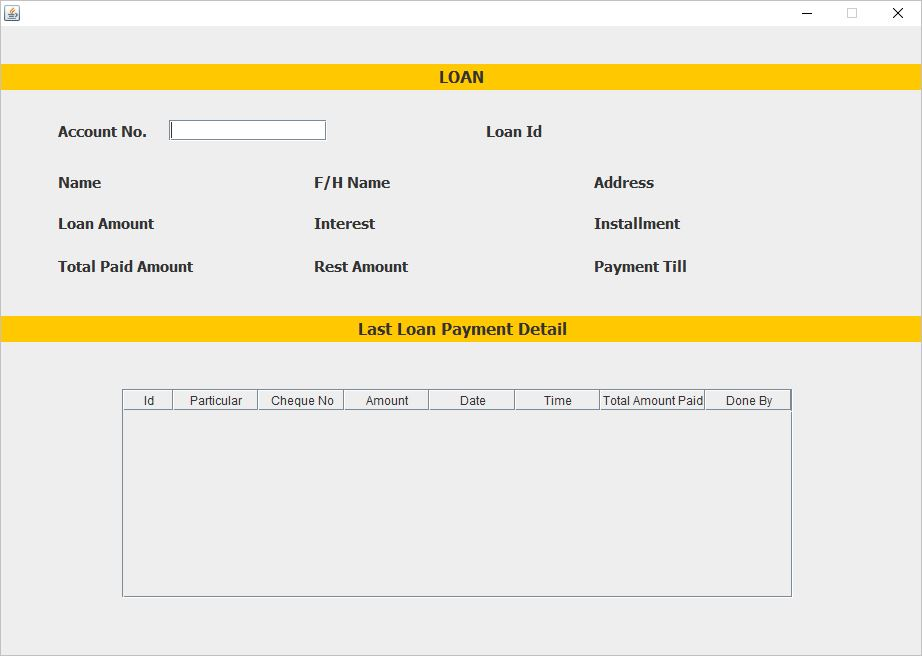 LOAN
Account No. Loan Id
Name F/H Name Address
Loan Amount Interest Installment
Total Paid Amount Rest Amount Payment Till
Last Loan Payment Detail
Id Particular Cheque No Amount Date Time Total Amount Paid Done By